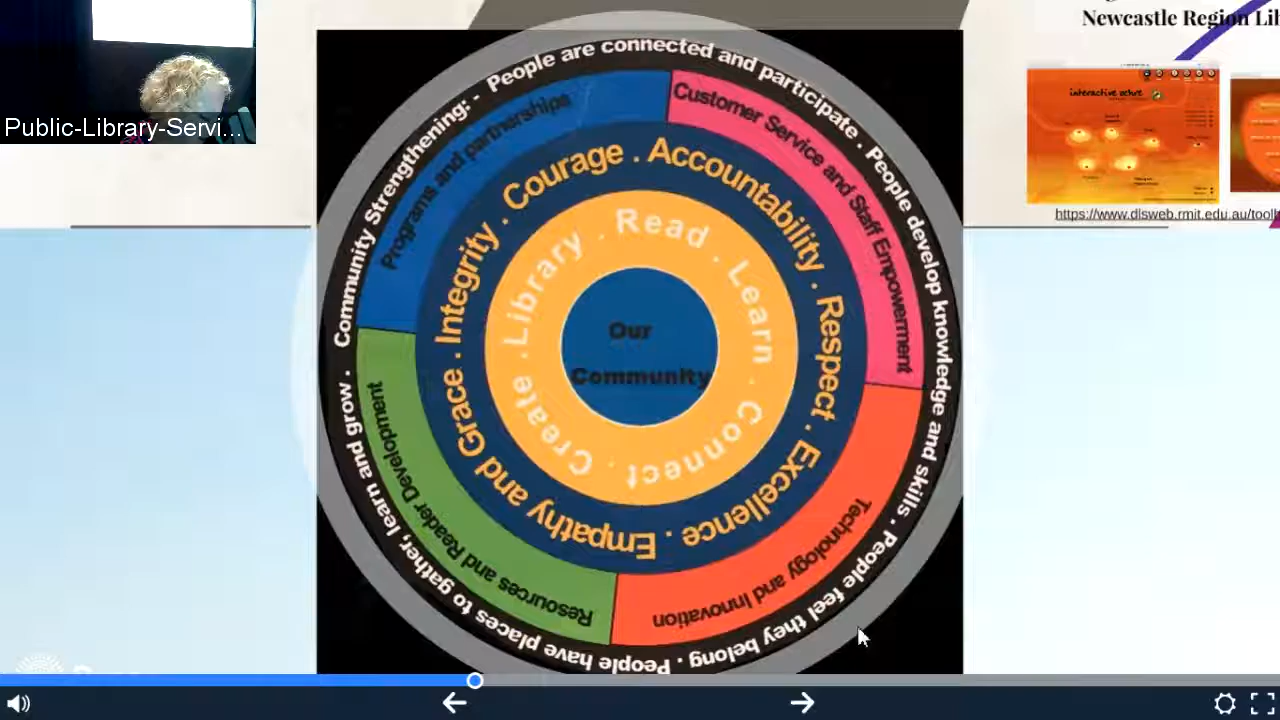 Public-Library-Servi...
Newcastle Region Lib
interactive ochre
https://www.dlsweb.rmit.edu.au/toolb
Community Strengthening: - People are connected and participate . People develop knowledge and skills . People feel they belong . People have places to gather, learn and grow .
Programs and partnerships
Customer Service and Staff Empowerment
Technology and Innovation
Resources and Reader Development
Integrity . Courage . Accountability . Respect . Excellence . Empathy and Grace .
Library . Read . Learn . Connect . Create .
Our
Community